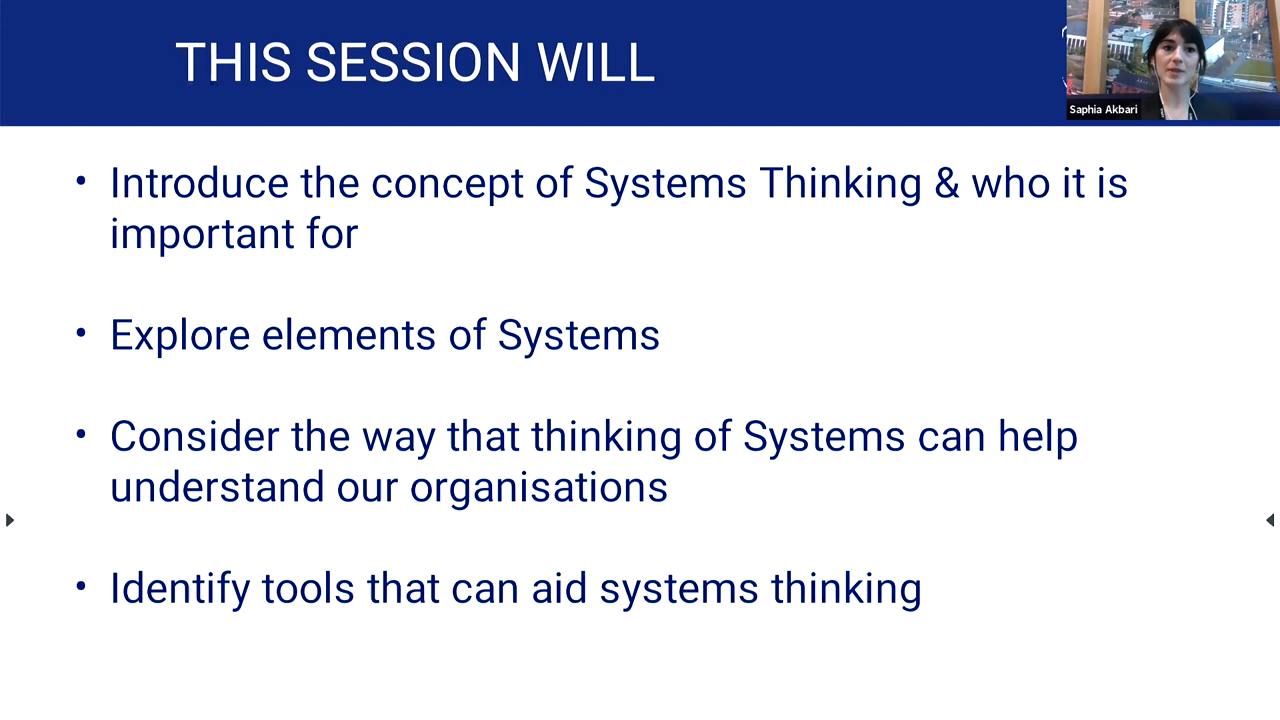 THIS SESSION WILL
Saphia Akbari
• Introduce the concept of Systems Thinking & who it is
important for
• Explore elements of Systems
• Consider the way that thinking of Systems can help
understand our organisations
• Identify tools that can aid systems thinking